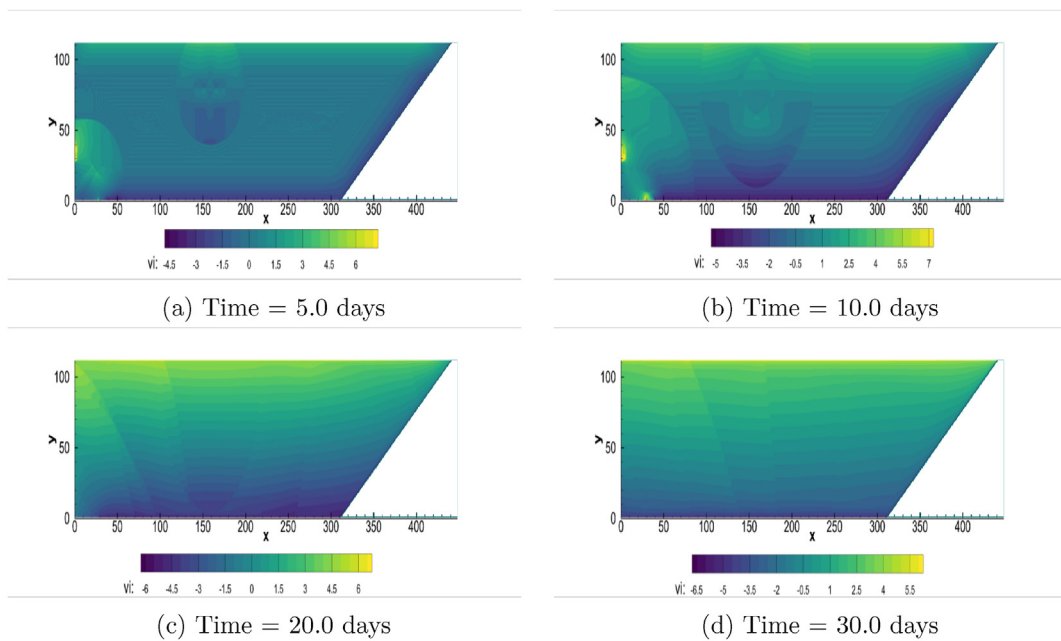 100
50
0
y
0 50 100 150 200 250 300 350 400
x
vi: -4.5 -3 -1.5 0 1.5 3 4.5 6
(a) Time = 5.0 days
100
50
0
y
0 50 100 150 200 250 300 350 400
x
vi: -5 -3.5 -2 -0.5 1 2.5 4 5.5 7
(b) Time = 10.0 days
100
50
0
y
0 50 100 150 200 250 300 350 400
x
vi: -6 -4.5 -3 -1.5 0 1.5 3 4.5 6
(c) Time = 20.0 days
100
50
0
y
0 50 100 150 200 250 300 350 400
x
vi: -6.5 -5 -3.5 -2 -0.5 1 2.5 4 5.5
(d) Time = 30.0 days